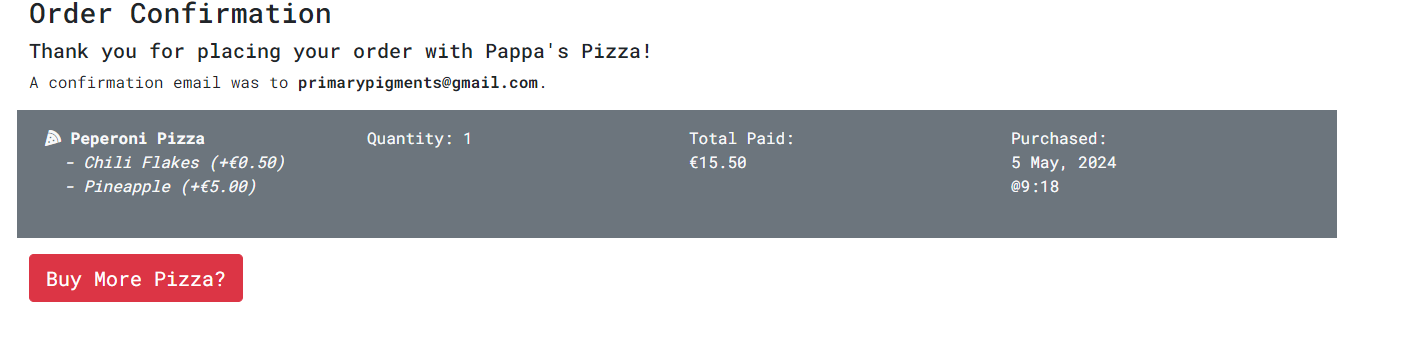 Order Confirmation
Thank you for placing your order with Pappa's Pizza!
A confirmation email was to primarypigments@gmail.com.
Peperoni Pizza
- Chili Flakes (+€0.50)
- Pineapple (+€5.00)
Quantity: 1
Total Paid:
€15.50
Purchased:
5 May, 2024
@9:18
Buy More Pizza?